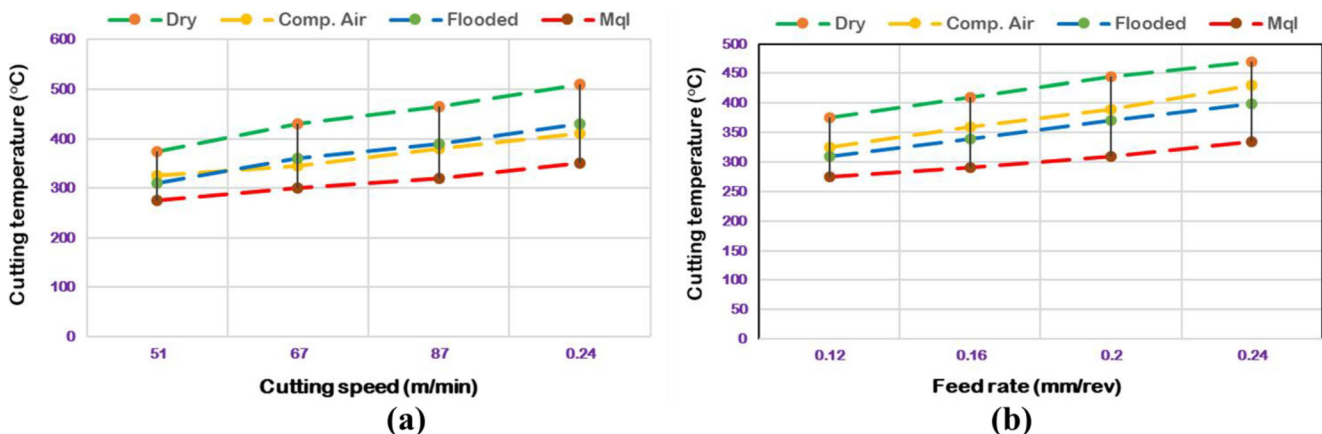 Dry Comp. Air Flooded Mql
600
500
400
300
200
100
0
Cutting temperature (°C)
51 67 87 0.24
Cutting speed (m/min)
(a)
Dry Comp. Air Flooded Mql
500
450
400
350
300
250
200
150
100
50
0
Cutting temperature (°C)
0.12 0.16 0.2 0.24
Feed rate (mm/rev)
(b)